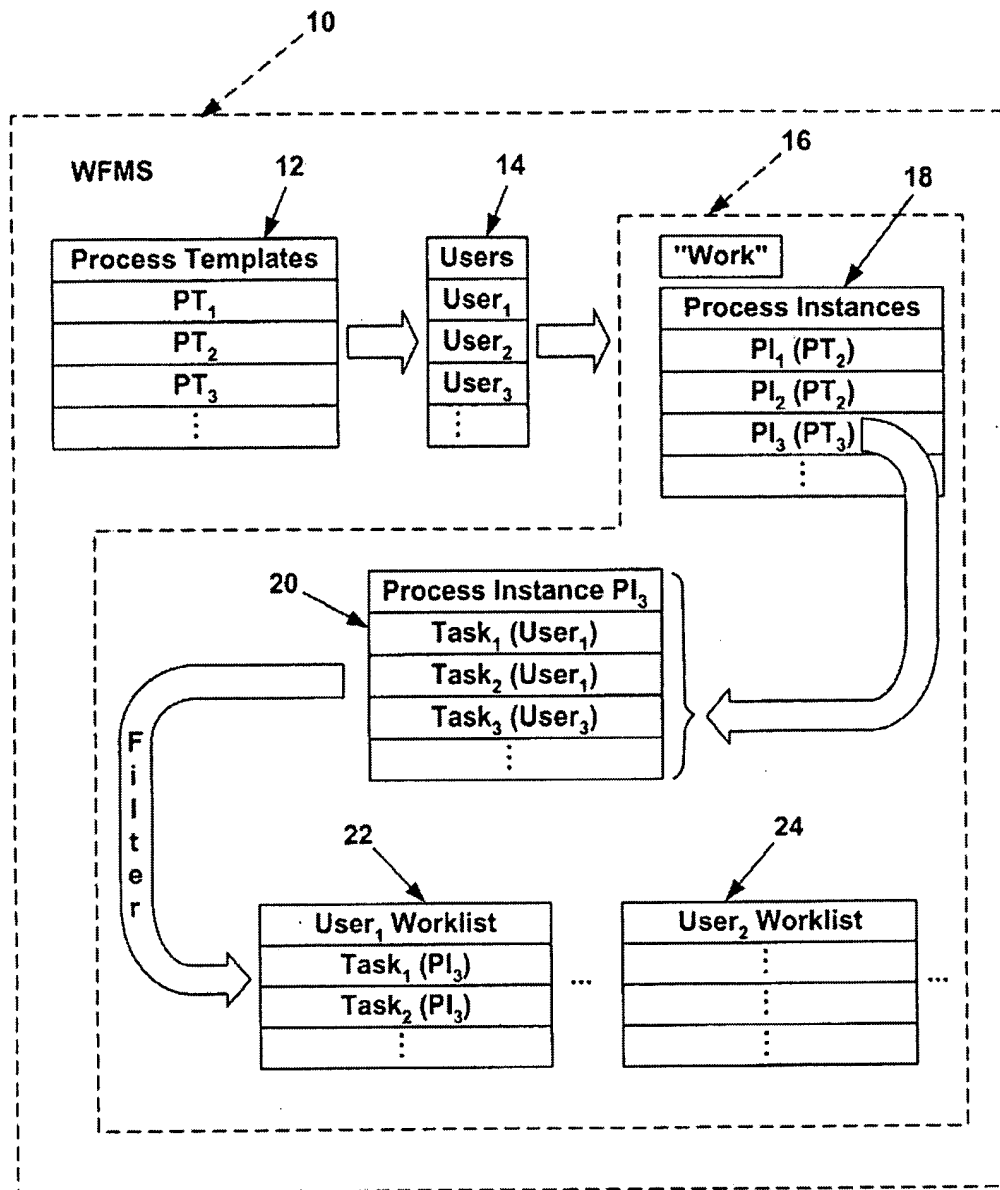 10
WFMS
12
14
16
18
Process Templates
PT₁
PT₂
PT₃
⋮
Users
User₁
User₂
User₃
⋮
"Work"
Process Instances
PI₁ (PT₂)
PI₂ (PT₂)
PI₃ (PT₃)
⋮
20
Process Instance PI₃
Task₁ (User₁)
Task₂ (User₁)
Task₃ (User₃)
⋮
Filter
22
User₁ Worklist
Task₁ (PI₃)
Task₂ (PI₃)
⋮
...
24
User₂ Worklist
⋮
⋮
⋮
...